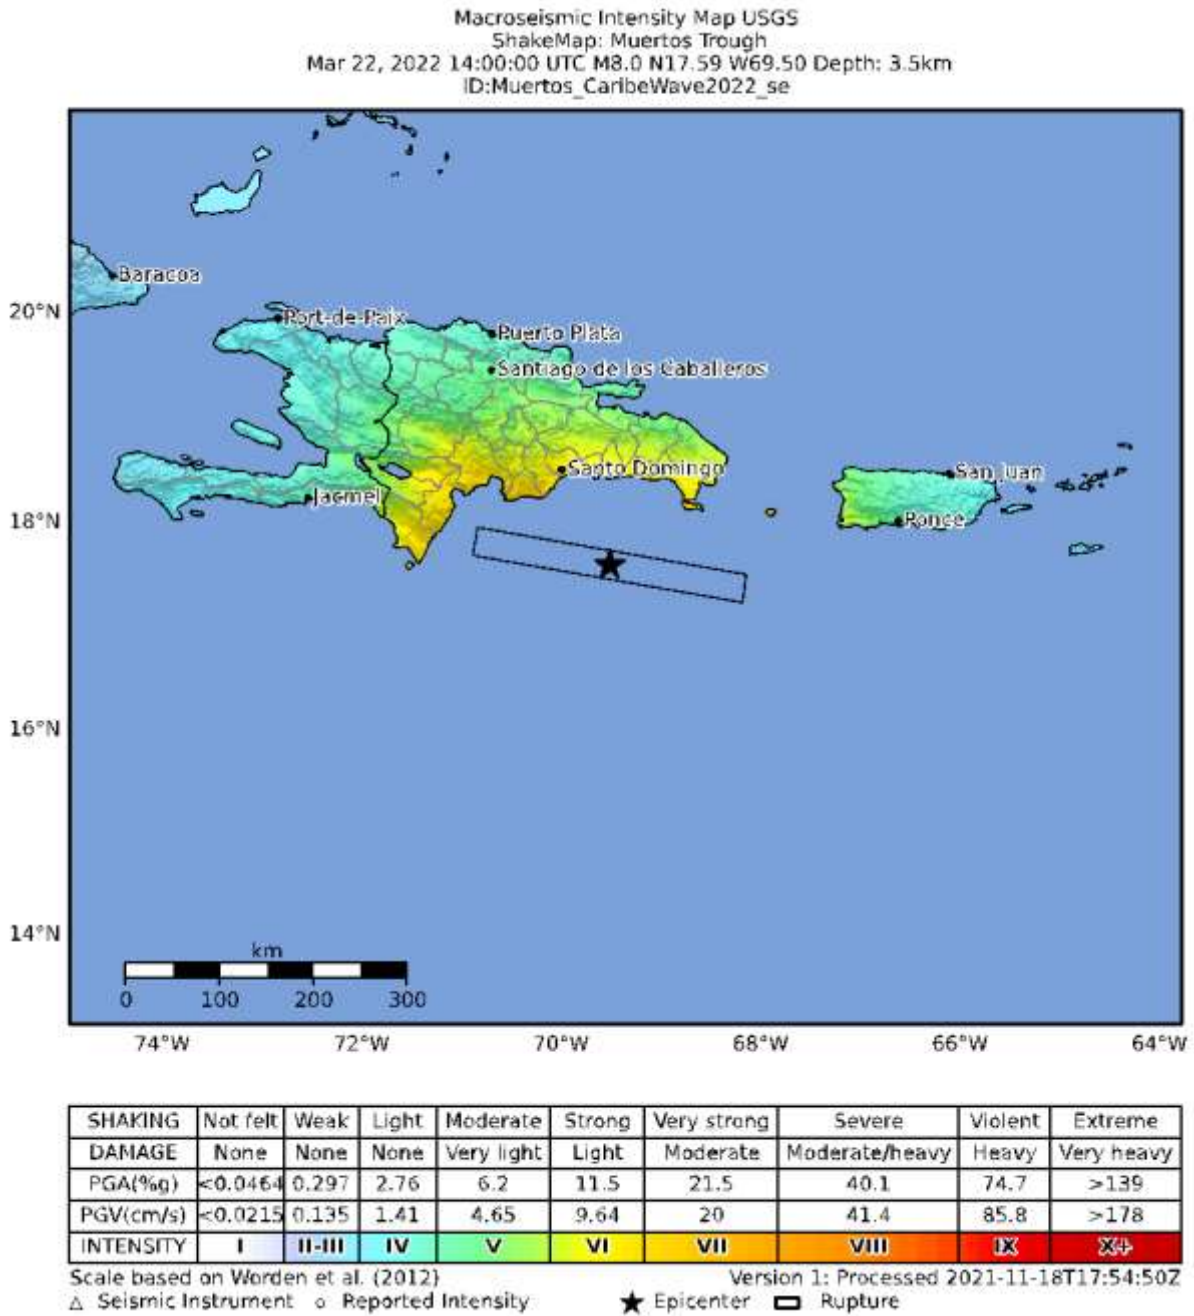 Macroseismic Intensity Map USGS
ShakeMap: Muertos Trough
Mar 22, 2022 14:00:00 UTC M8.0 N17.59 W69.50 Depth: 3.5km
ID:Muertos_CaribeWave2022_se
Baracoa
20°N
Port-de-Paix
Puerto Plata
Santiago de los Caballeros
Santo Domingo
San Juan
Jacmel
18°N
Ponce
16°N
14°N
km
0 100 200 300
74°W 72°W 70°W 68°W 66°W 64°W
SHAKING Not felt Weak Light Moderate Strong Very strong Severe Violent Extreme
DAMAGE None None None Very light Light Moderate Moderate/heavy Heavy Very heavy
PGA(%g) <0.0464 0.297 2.76 6.2 11.5 21.5 40.1 74.7 >139
PGV(cm/s) <0.0215 0.135 1.41 4.65 9.64 20 41.4 85.8 >178
INTENSITY I II-III IV V VI VII VIII IX X+
Scale based on Worden et al. (2012) Version 1: Processed 2021-11-18T17:54:50Z
△ Seismic Instrument ○ Reported Intensity ★ Epicenter ▭ Rupture